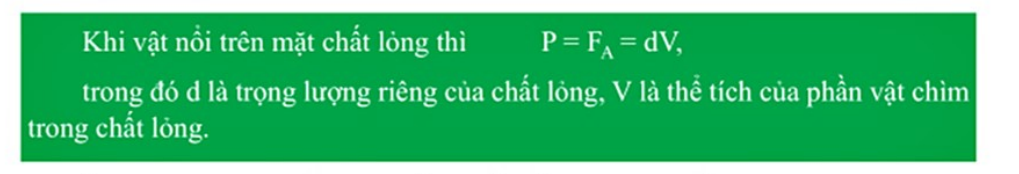 Khi vật nổi trên mặt chất lỏng thì P = F_A = dV,
trong đó d là trọng lượng riêng của chất lỏng, V là thể tích của phần vật chìm
trong chất lỏng.